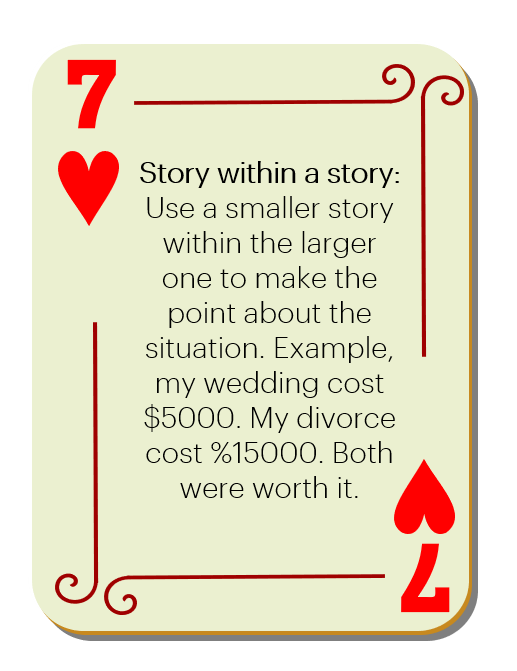 7
Story within a story:
Use a smaller story
within the larger
one to make the
point about the
situation. Example,
my wedding cost
$5000. My divorce
cost %15000. Both
were worth it.
7